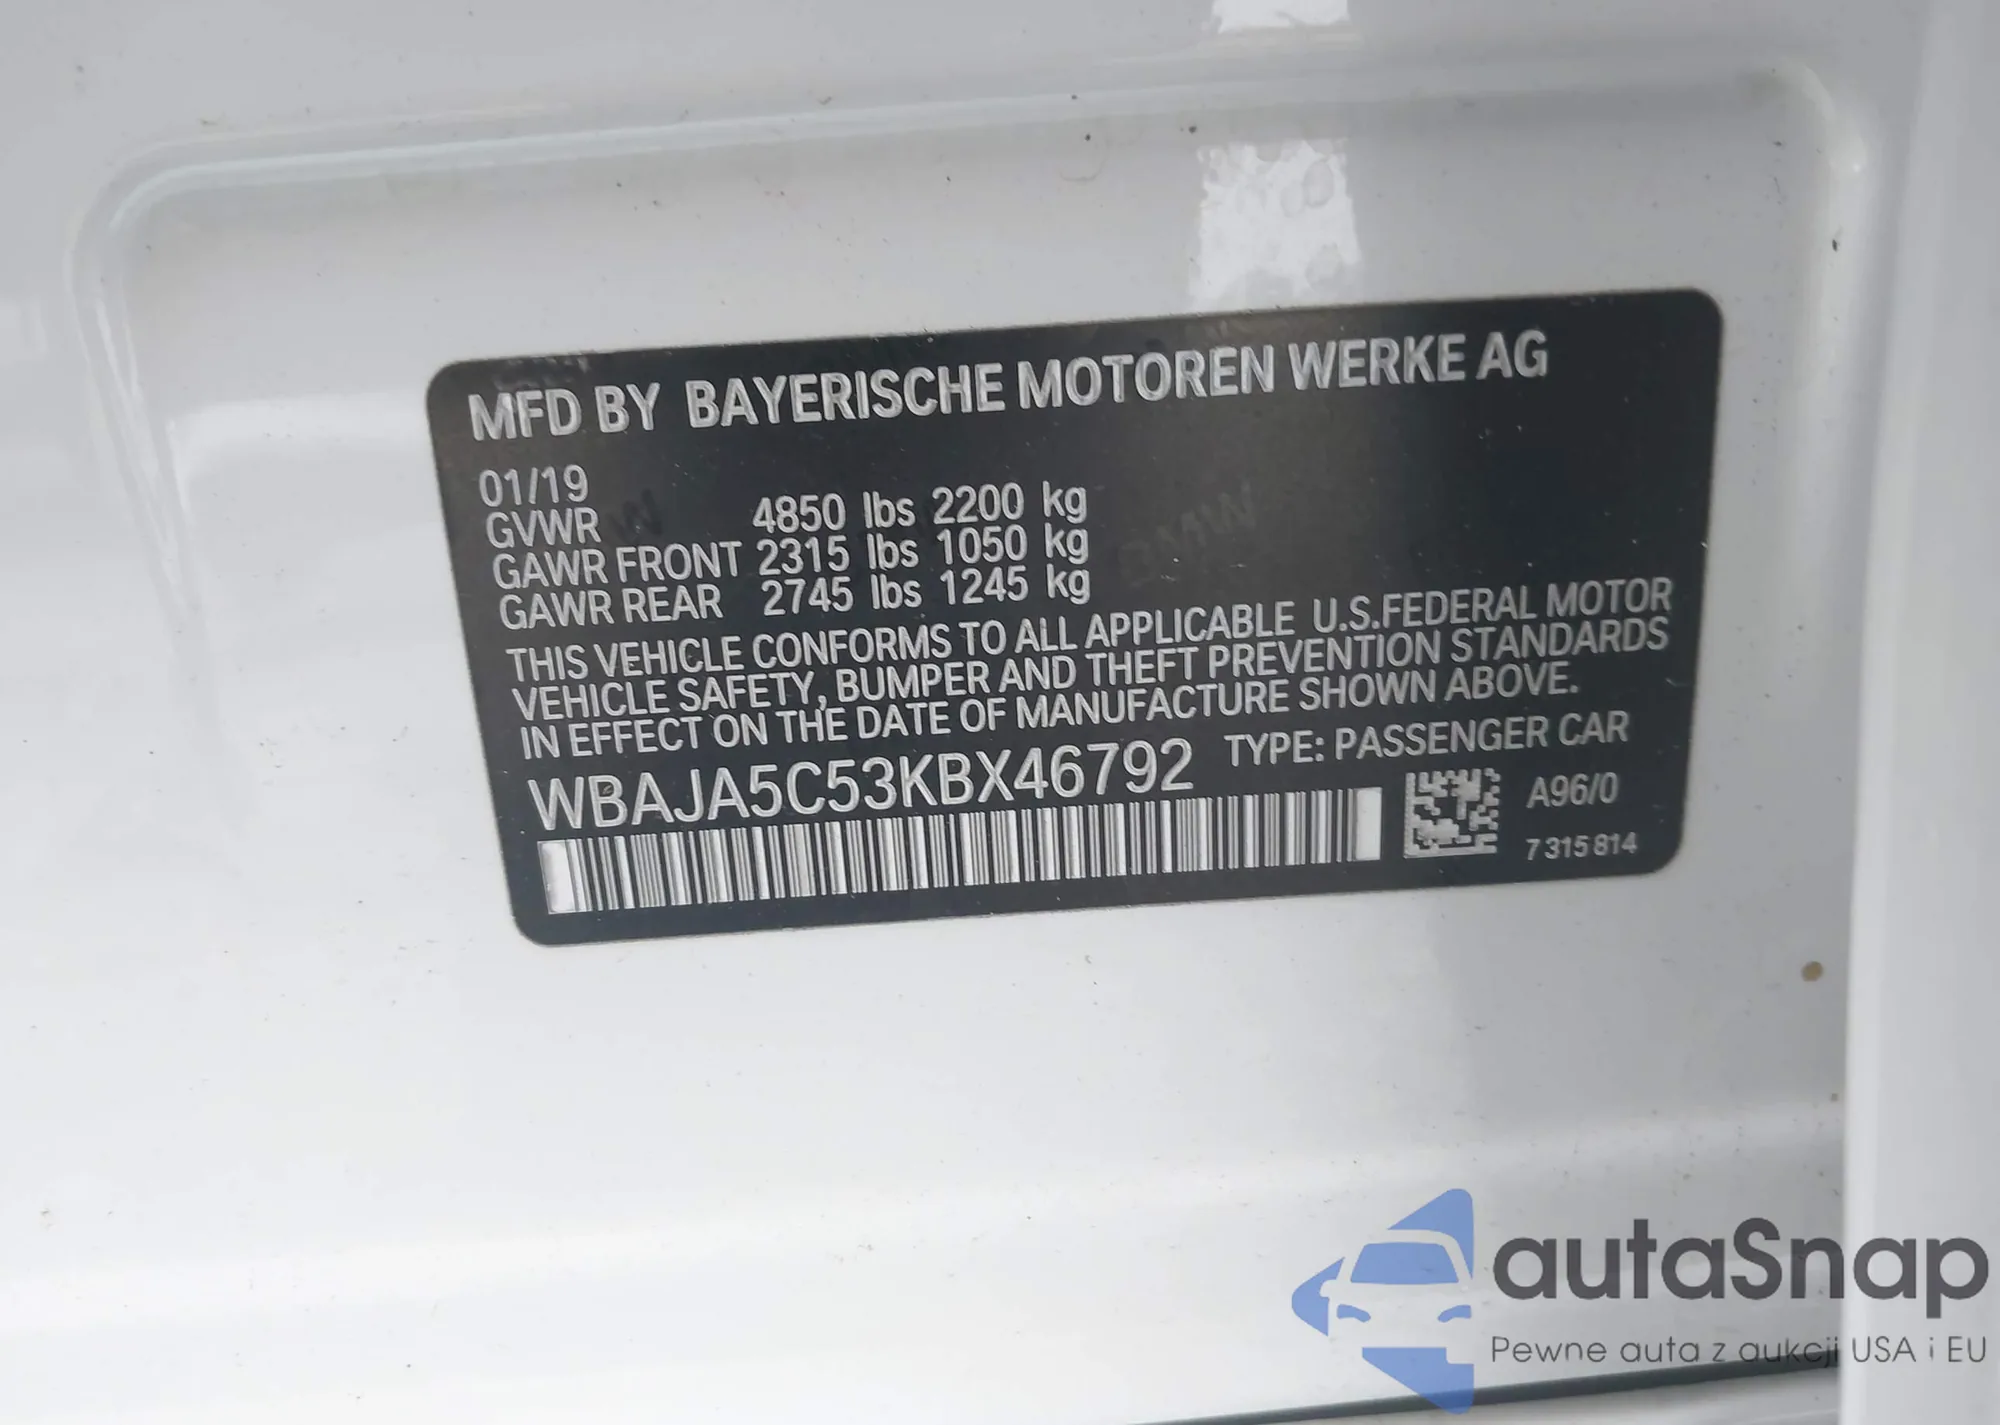 MFD BY BAYERISCHE MOTOREN WERKE AG
01/19
GVWR 4850 lbs 2200 kg
GAWR FRONT 2315 lbs 1050 kg
GAWR REAR 2745 lbs 1245 kg
THIS VEHICLE CONFORMS TO ALL APPLICABLE U.S.FEDERAL MOTOR
VEHICLE SAFETY, BUMPER AND THEFT PREVENTION STANDARDS
IN EFFECT ON THE DATE OF MANUFACTURE SHOWN ABOVE.
WBAJA5C53KBX46792 TYPE: PASSENGER CAR
A96/0
7 315 814
autaSnap
Pewne auta z aukcji USA i EU